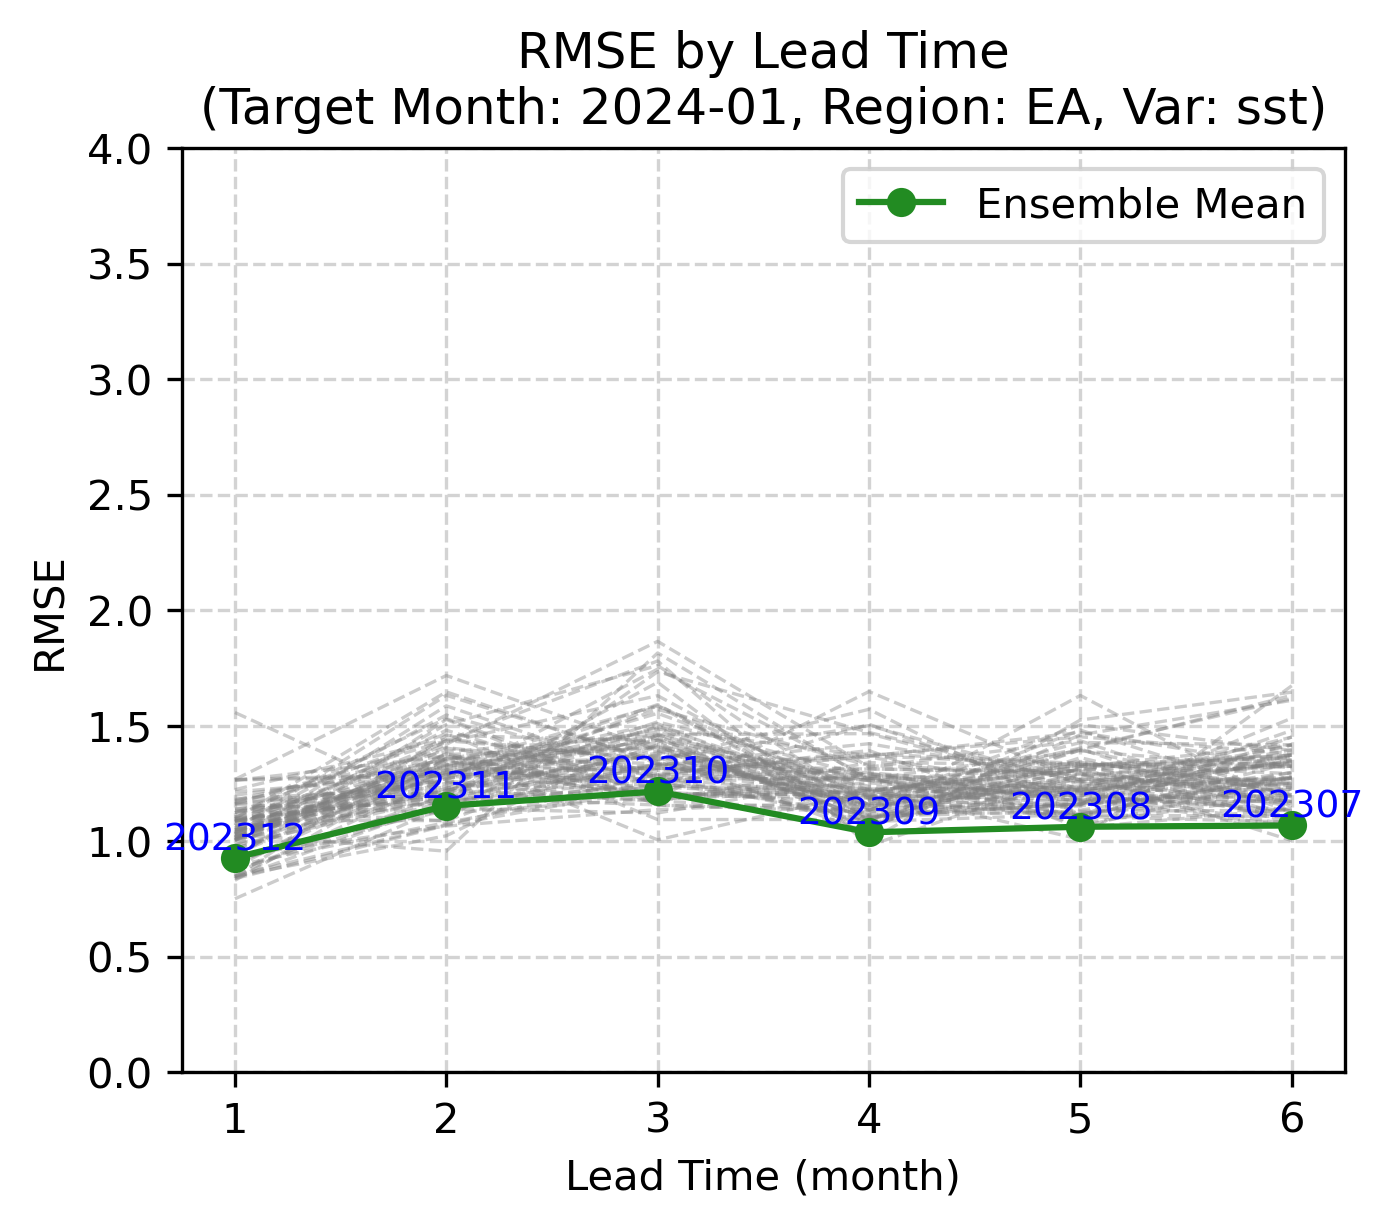 RMSE by Lead Time
(Target Month: 2024-01, Region: EA, Var: sst)
4.0
3.5
3.0
2.5
2.0
1.5
1.0
0.5
0.0
RMSE
Ensemble Mean
202312
202311
202310
202309
202308
202307
1 2 3 4 5 6
Lead Time (month)